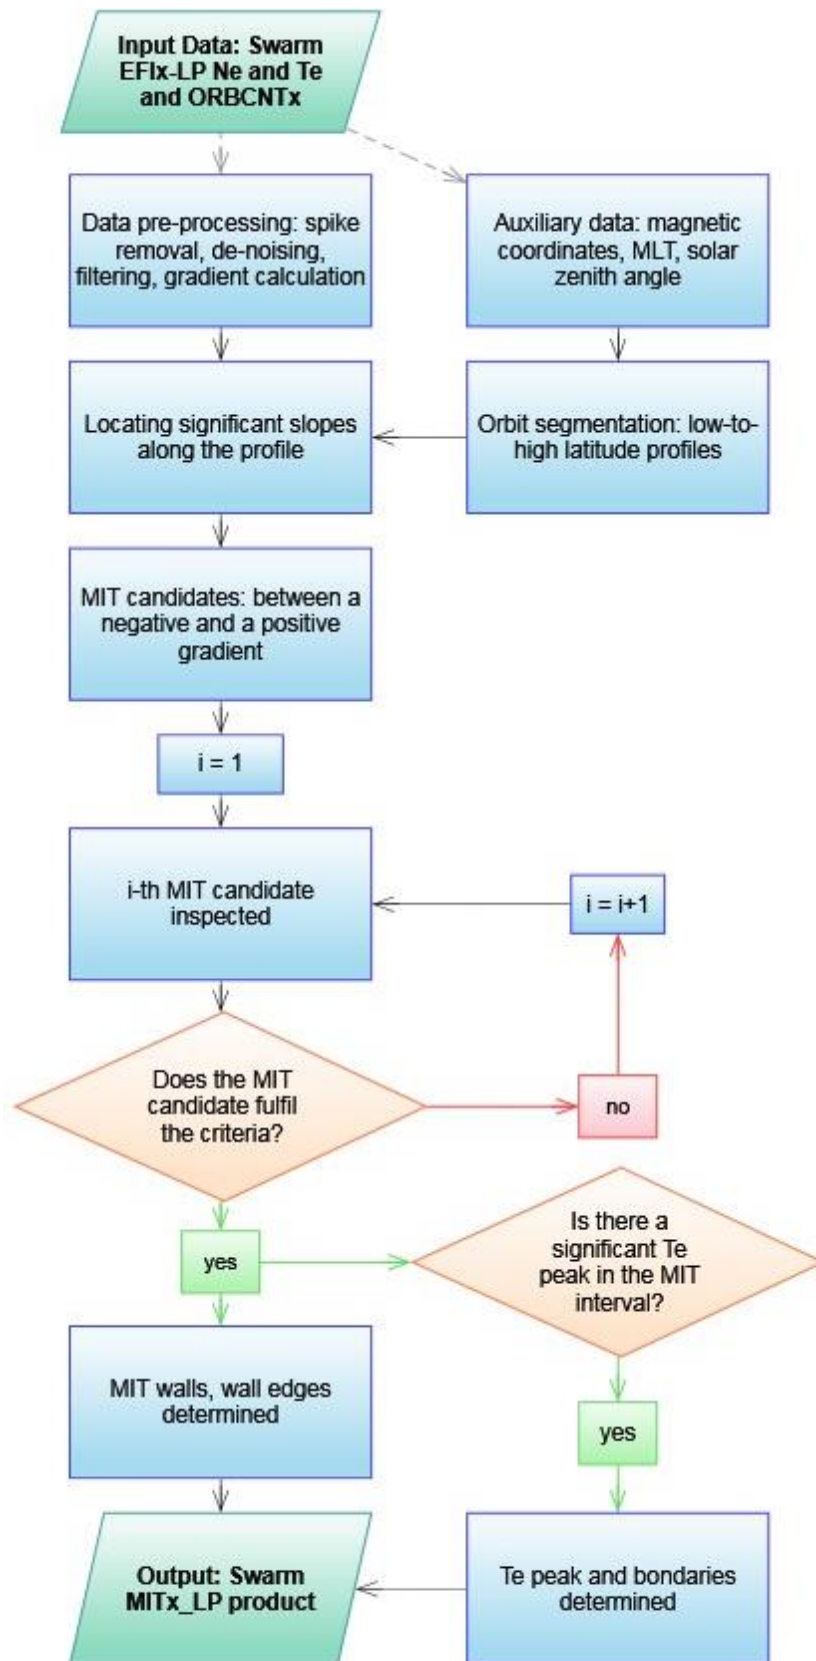 Input Data: Swarm
EFIx-LP Ne and Te
and ORBCNTx
Data pre-processing: spike
removal, de-noising,
filtering, gradient calculation
Auxiliary data: magnetic
coordinates, MLT, solar
zenith angle
Locating significant slopes
along the profile
Orbit segmentation: low-to-
high latitude profiles
MIT candidates: between a
negative and a positive
gradient
i = 1
i-th MIT candidate
inspected
i = i+1
Does the MIT
candidate fulfil
the criteria?
no
yes
Is there a
significant Te
peak in the MIT
interval?
MIT walls, wall edges
determined
yes
Output: Swarm
MITx_LP product
Te peak and bondaries
determined